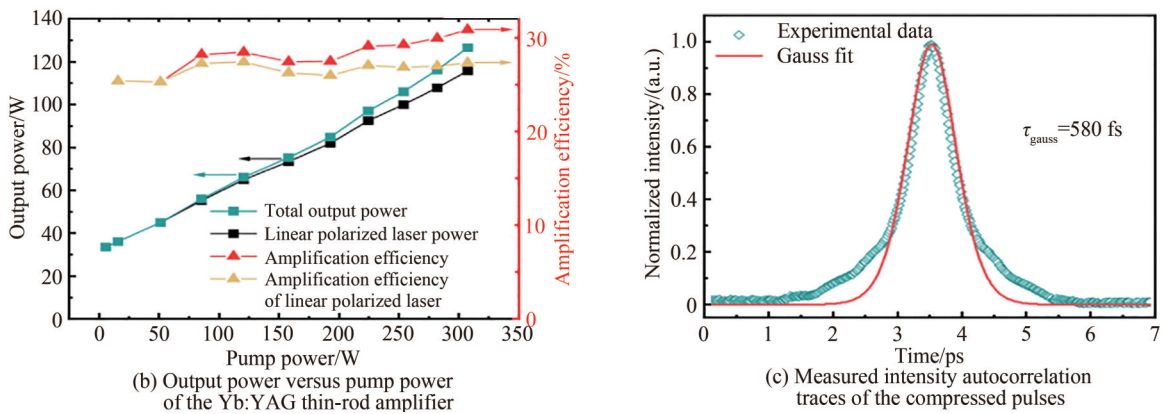 Output power/W
140
120
100
80
60
40
20
0
Total output power
Linear polarized laser power
Amplification efficiency
Amplification efficiency
of linear polarized laser
30
20
10
0
Amplification efficiency/%
0 50 100 150 200 250 300 350
Pump power/W
(b) Output power versus pump power
of the Yb:YAG thin-rod amplifier
Normalized intensity/(a.u.)
1.0
0.8
0.6
0.4
0.2
0
Experimental data
Gauss fit
τgauss=580 fs
0 1 2 3 4 5 6 7
Time/ps
(c) Measured intensity autocorrelation
traces of the compressed pulses